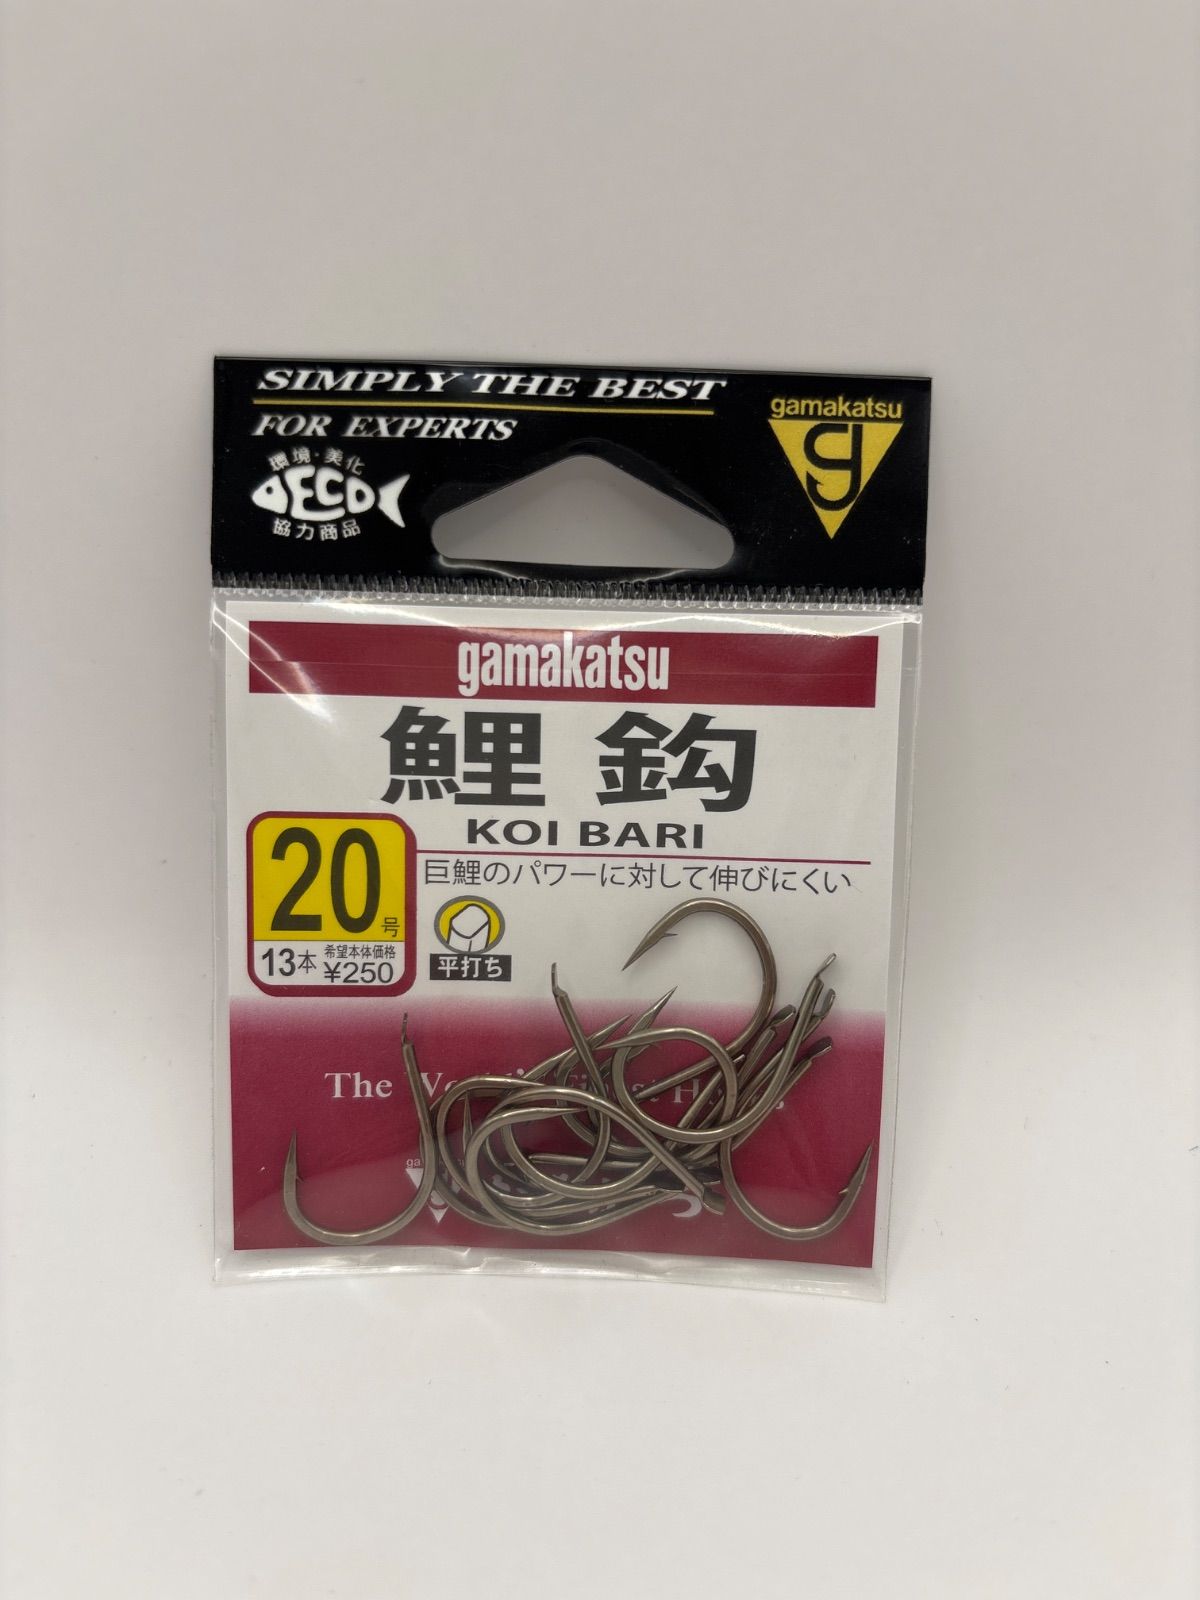 SIMPLY THE BEST
FOR EXPERTS
gamakatsu
環境・美化
ECO
協力商品
gamakatsu
鯉鈎
KOI BARI
20号
巨鯉のパワーに対して伸びにくい
13本
希望本体価格
¥250
平打ち
The